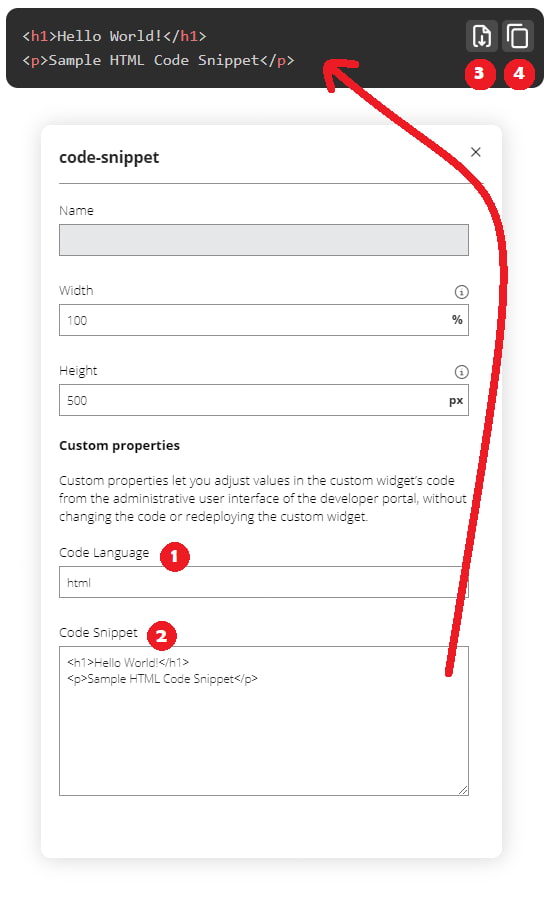 <h1>Hello World!</h1>
<p>Sample HTML Code Snippet</p>
3 4
code-snippet
Name
Width
100 %
Height
500 px
Custom properties
Custom properties let you adjust values in the custom widget's code
from the administrative user interface of the developer portal, without
changing the code or redeploying the custom widget.
Code Language 1
html
Code Snippet 2
<h1>Hello World!</h1>
<p>Sample HTML Code Snippet</p>